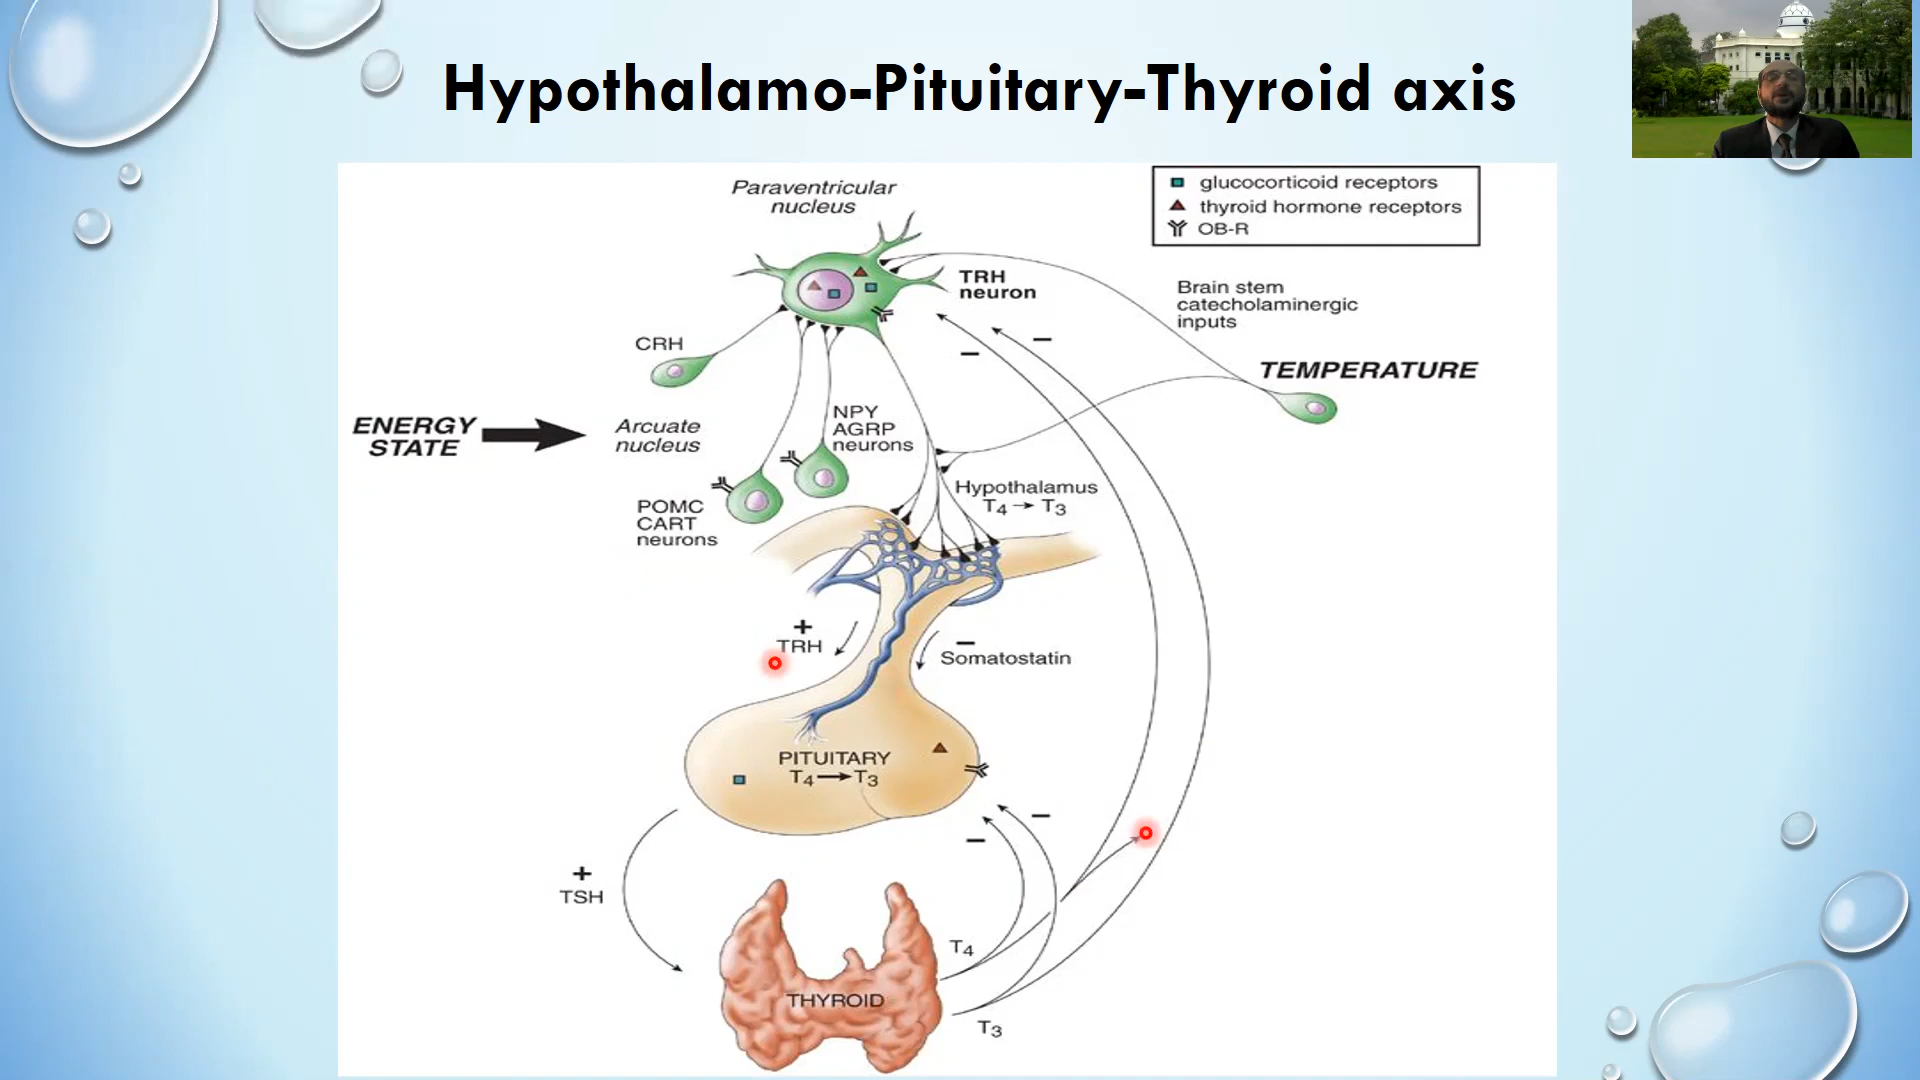 Hypothalamo-Pituitary-Thyroid axis
Paraventricular
nucleus
glucocorticoid receptors
thyroid hormone receptors
OB-R
TRH
neuron
Brain stem
catecholaminergic
inputs
CRH
−
−
TEMPERATURE
ENERGY
STATE
Arcuate
nucleus
NPY
AGRP
neurons
POMC
CART
neurons
Hypothalamus
T4 → T3
+
TRH
−
Somatostatin
PITUITARY
T4 → T3
−
−
+
TSH
T4
THYROID
T3